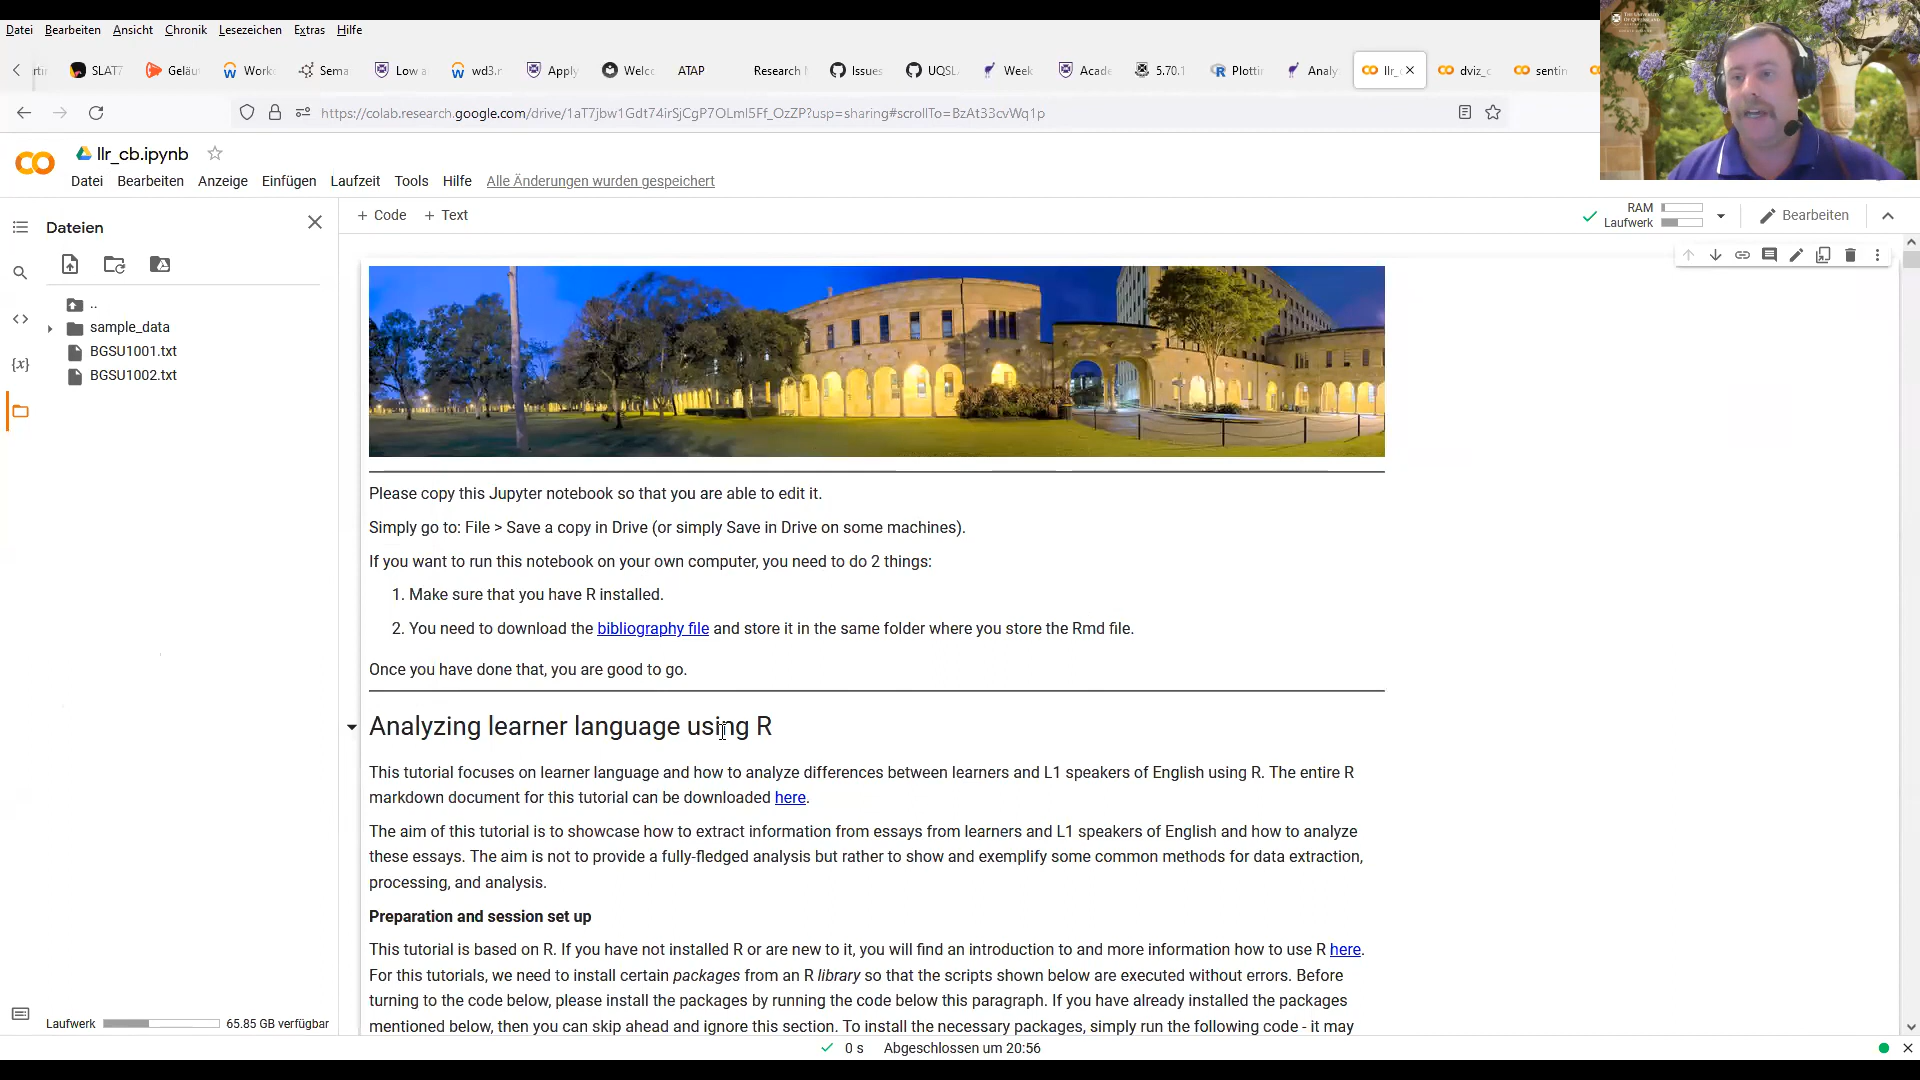 Datei Bearbeiten Ansicht Chronik Lesezeichen Extras Hilfe
SLAT7 Geläu Work Sema Low a wd3.r Apply Welc ATAP Research Issues UQSL Week Acade 5.70.1 Plottin Analy llr_c dviz_c sentin
https://colab.research.google.com/drive/1aT7jbw1Gdt74irSjCgP7OLmI5Ff_OzZP?usp=sharing#scrollTo=BzAt33cvWq1p
llr_cb.ipynb
Datei Bearbeiten Anzeige Einfügen Laufzeit Tools Hilfe Alle Änderungen wurden gespeichert
Dateien
+ Code + Text
RAM
Laufwerk
Bearbeiten
..
sample_data
BGSU1001.txt
BGSU1002.txt
Please copy this Jupyter notebook so that you are able to edit it.
Simply go to: File > Save a copy in Drive (or simply Save in Drive on some machines).
If you want to run this notebook on your own computer, you need to do 2 things:
1. Make sure that you have R installed.
2. You need to download the bibliography file and store it in the same folder where you store the Rmd file.
Once you have done that, you are good to go.
Analyzing learner language using R
This tutorial focuses on learner language and how to analyze differences between learners and L1 speakers of English using R. The entire R
markdown document for this tutorial can be downloaded here.
The aim of this tutorial is to showcase how to extract information from essays from learners and L1 speakers of English and how to analyze
these essays. The aim is not to provide a fully-fledged analysis but rather to show and exemplify some common methods for data extraction,
processing, and analysis.
Preparation and session set up
This tutorial is based on R. If you have not installed R or are new to it, you will find an introduction to and more information how to use R here.
For this tutorials, we need to install certain packages from an R library so that the scripts shown below are executed without errors. Before
turning to the code below, please install the packages by running the code below this paragraph. If you have already installed the packages
mentioned below, then you can skip ahead and ignore this section. To install the necessary packages, simply run the following code - it may
Laufwerk 65.85 GB verfügbar
0 s Abgeschlossen um 20:56